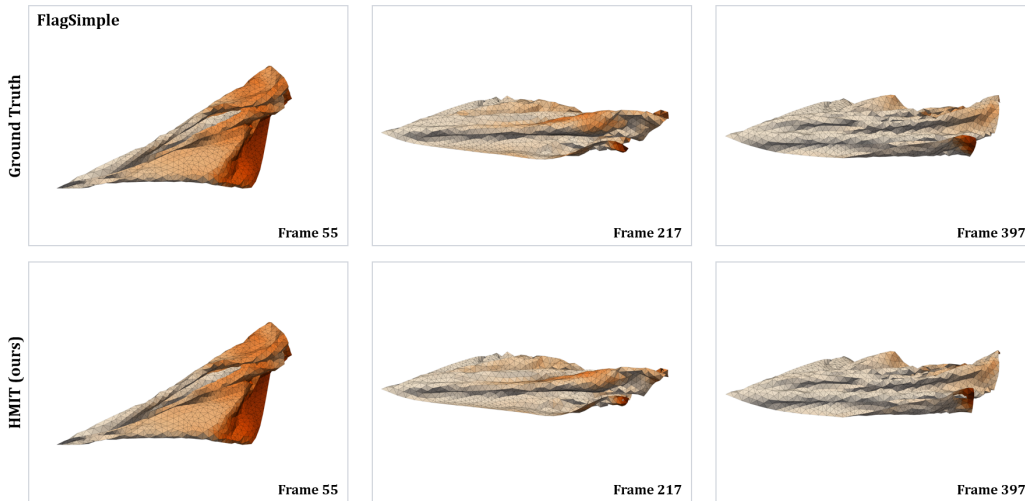 FlagSimple
Ground Truth
Frame 55
Frame 217
Frame 397
HMIT (ours)
Frame 55
Frame 217
Frame 397